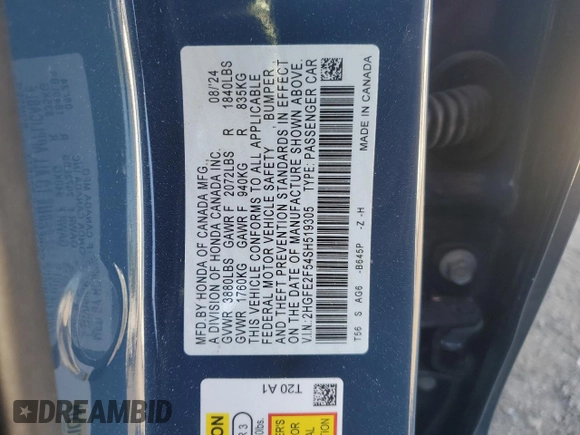 MFD.BY HONDA OF CANADA MFG., 08/'24
A DIVISION OF HONDA CANADA INC.
GVWR 3880LBS GAWR F 2072LBS R 1840LBS
GVWR 1760KG GAWR F 940KG R 835KG
THIS VEHICLE CONFORMS TO ALL APPLICABLE
FEDERAL MOTOR VEHICLE SAFETY BUMPER,
AND THEFT PREVENTION STANDARDS IN EFFECT
ON THE DATE OF MANUFACTURE SHOWN ABOVE.
V.I.N:2HGFE2F54SH519305 TYPE: PASSENGER CAR
T56 S AG6 -B645P -Z -H MADE IN CANADA
T20 A1
autobidmaster